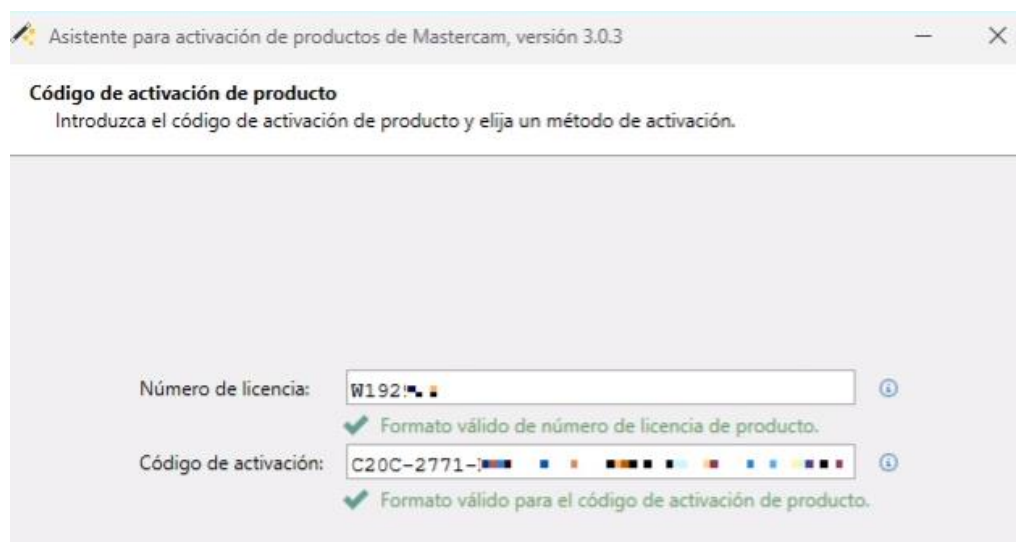 Asistente para activación de productos de Mastercam, versión 3.0.3
Código de activación de producto
Introduzca el código de activación de producto y elija un método de activación.
Número de licencia: W192
Formato válido de número de licencia de producto.
Código de activación: C20C-2771-
Formato válido para el código de activación de producto.